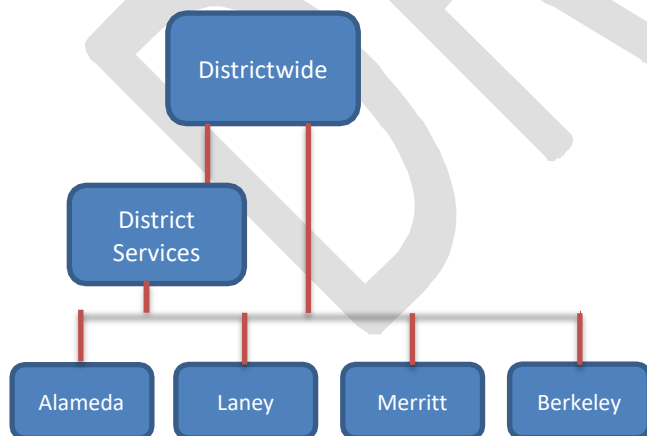 Districtwide
District
Services
Alameda
Laney
Merritt
Berkeley